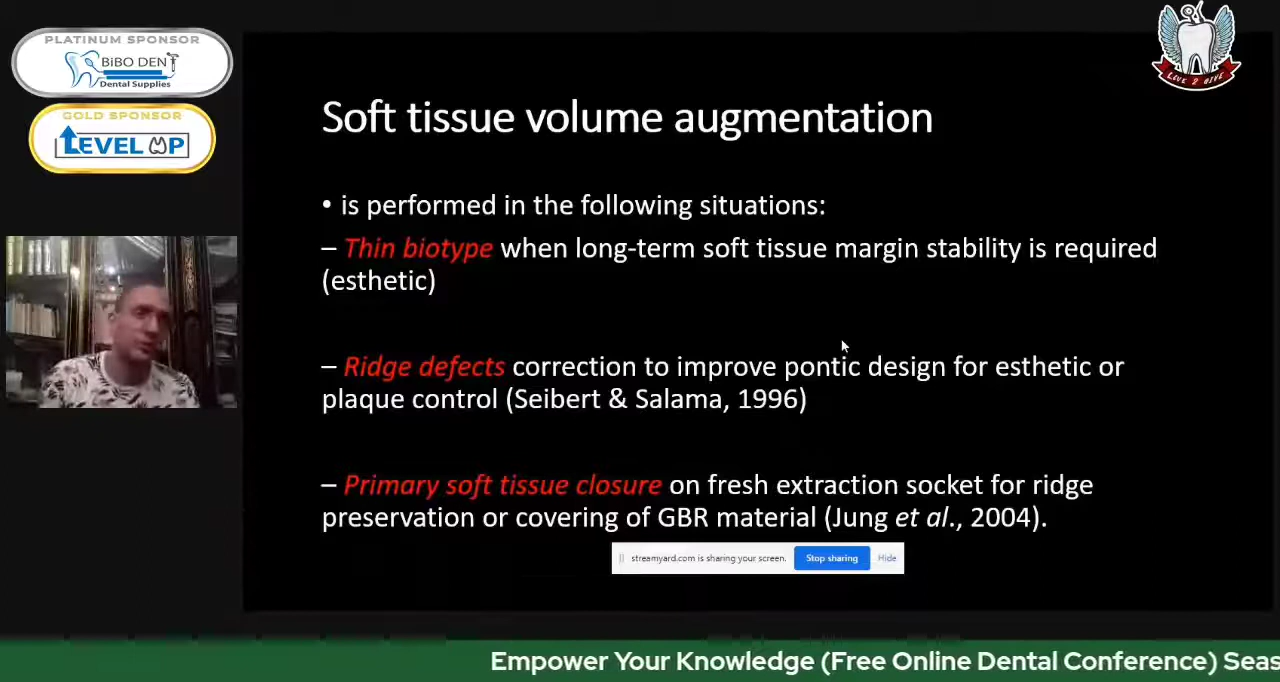 PLATINUM SPONSOR
BiBO DENT
Dental Supplies
GOLD SPONSOR
LEVEL UP
LIVE 2 GIVE
Soft tissue volume augmentation
• is performed in the following situations:
– Thin biotype when long-term soft tissue margin stability is required
(esthetic)
– Ridge defects correction to improve pontic design for esthetic or
plaque control (Seibert & Salama, 1996)
– Primary soft tissue closure on fresh extraction socket for ridge
preservation or covering of GBR material (Jung et al., 2004).
streamyard.com is sharing your screen. Stop sharing Hide
Empower Your Knowledge (Free Online Dental Conference) Seas